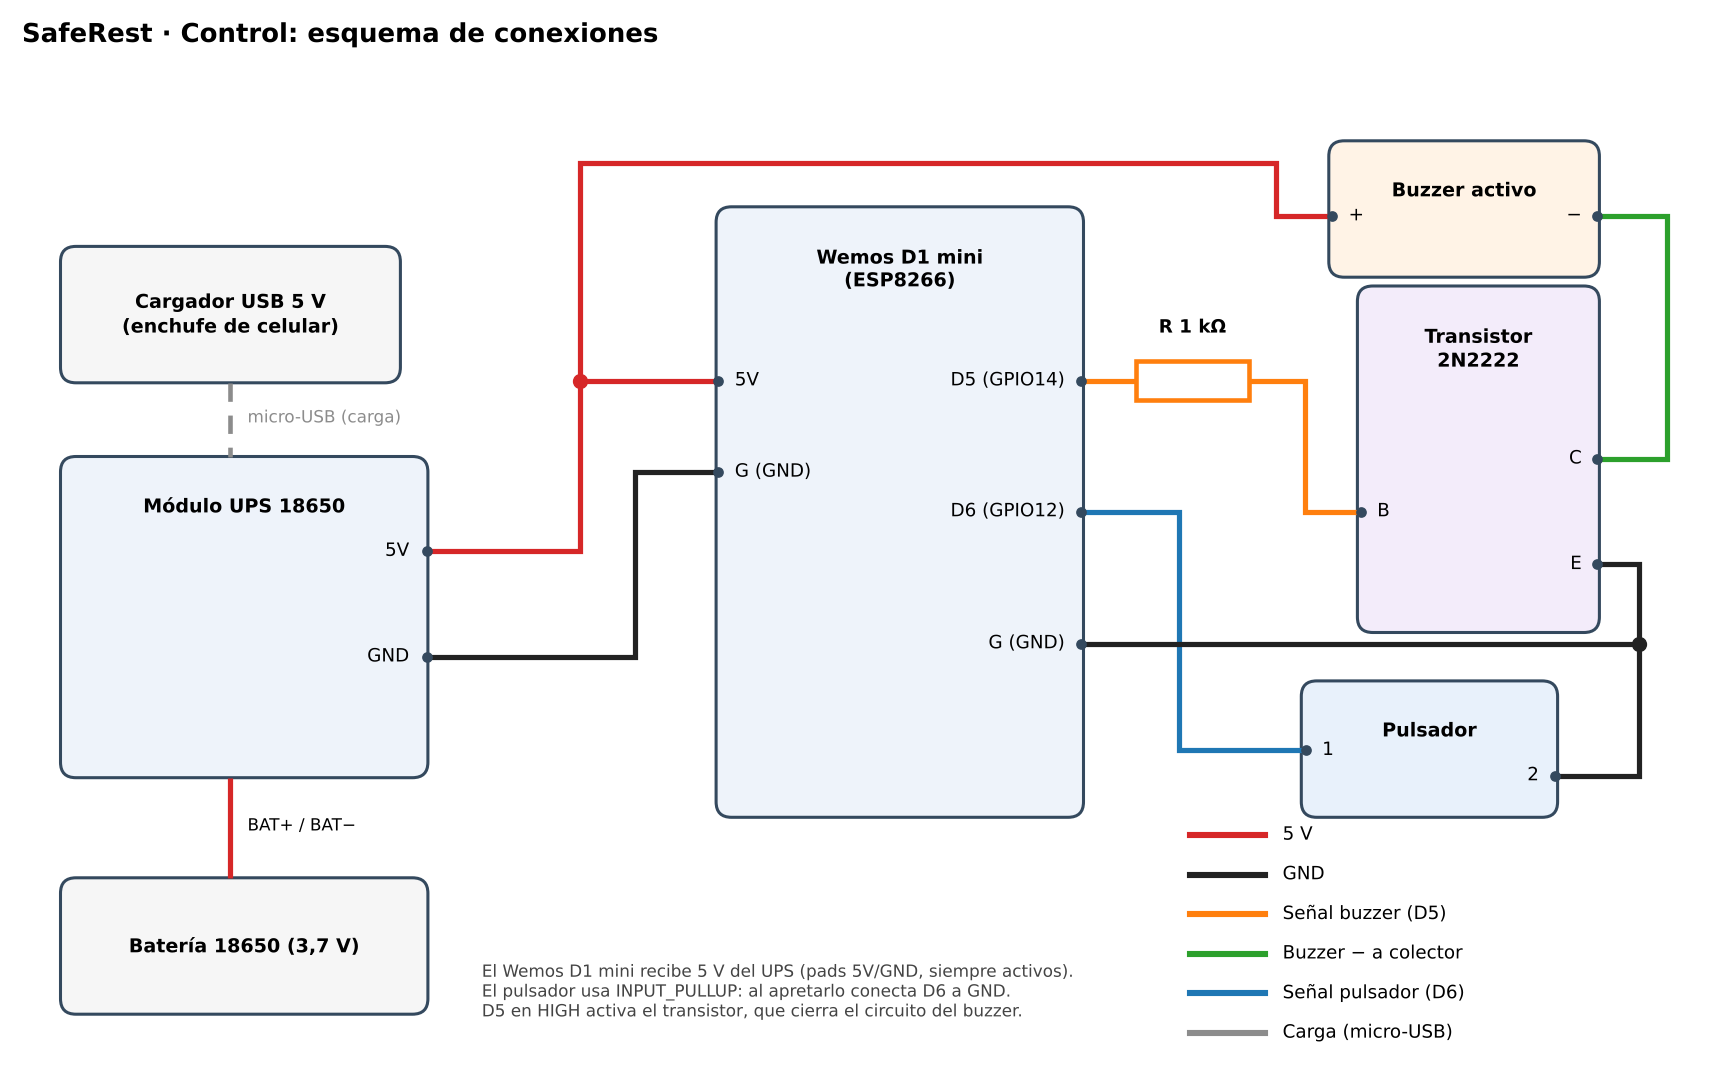 SafeRest · Control: esquema de conexiones
Buzzer activo
+
−
Wemos D1 mini
(ESP8266)
Cargador USB 5 V
(enchufe de celular)
R 1 kΩ
Transistor
2N2222
5V
D5 (GPIO14)
micro-USB (carga)
C
G (GND)
Módulo UPS 18650
D6 (GPIO12)
B
5V
E
GND
G (GND)
Pulsador
1
2
BAT+ / BAT−
5 V
GND
Señal buzzer (D5)
Batería 18650 (3,7 V)
Buzzer − a colector
El Wemos D1 mini recibe 5 V del UPS (pads 5V/GND, siempre activos).
El pulsador usa INPUT_PULLUP: al apretarlo conecta D6 a GND.
D5 en HIGH activa el transistor, que cierra el circuito del buzzer.
Señal pulsador (D6)
Carga (micro-USB)